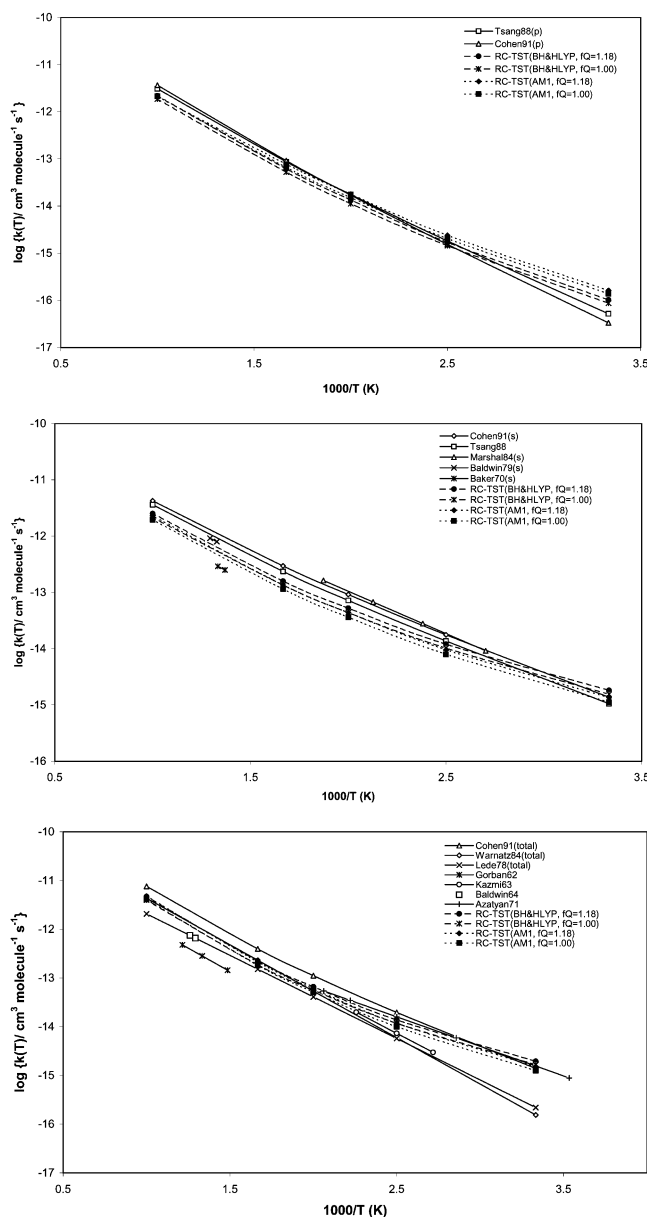 -10
-11
-12
-13
-14
-15
-16
-17
log {k(T)/ cm³ molecule⁻¹ s⁻¹}
0.5 1.5 2.5 3.5
1000/T (K)
Tsang88(p)
Cohen91(p)
RC-TST(BH&HLYP, fQ=1.18)
RC-TST(BH&HLYP, fQ=1.00)
RC-TST(AM1, fQ=1.18)
RC-TST(AM1, fQ=1.00)
-10
-11
-12
-13
-14
-15
-16
log {k(T)/ cm³ molecule⁻¹ s⁻¹}
0.5 1.5 2.5 3.5
1000/T (K)
Cohen91(s)
Tsang88
Marshal84(s)
Baldwin79(s)
Baker70(s)
RC-TST(BH&HLYP, fQ=1.18)
RC-TST(BH&HLYP, fQ=1.00)
RC-TST(AM1, fQ=1.18)
RC-TST(AM1, fQ=1.00)
-10
-11
-12
-13
-14
-15
-16
-17
log {k(T)/ cm³ molecule⁻¹ s⁻¹}
0.5 1.5 2.5 3.5
1000/T (K)
Cohen91(total)
Warnatz84(total)
Lede78(total)
Gorban62
Kazmi63
Baldwin64
Azatyan71
RC-TST(BH&HLYP, fQ=1.18)
RC-TST(BH&HLYP, fQ=1.00)
RC-TST(AM1, fQ=1.18)
RC-TST(AM1, fQ=1.00)